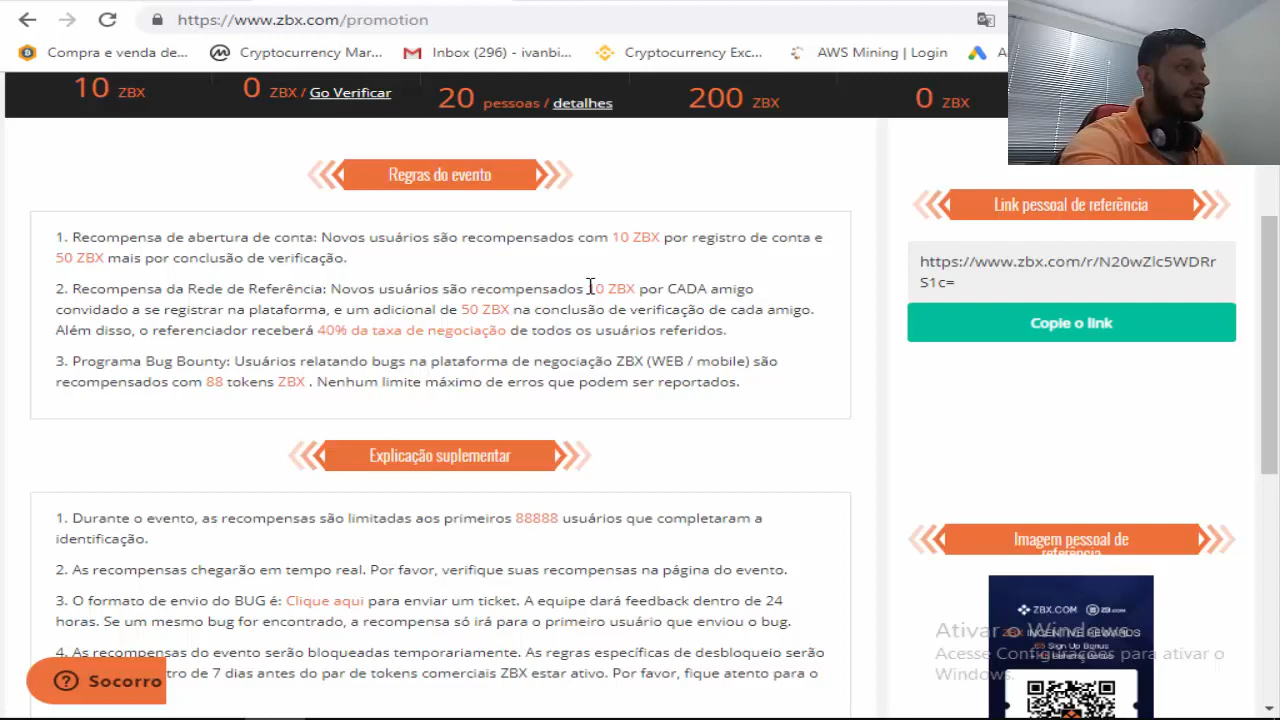 https://www.zbx.com/promotion
Compra e venda de... Cryptocurrency Mar... Inbox (296) - ivanbi... Cryptocurrency Exc... AWS Mining | Login
10 ZBX 0 ZBX / Go Verificar 20 pessoas / detalhes 200 ZBX 0 ZBX
Regras do evento
1. Recompensa de abertura de conta: Novos usuários são recompensados com 10 ZBX por registro de conta e
50 ZBX mais por conclusão de verificação.
2. Recompensa da Rede de Referência: Novos usuários são recompensados 10 ZBX por CADA amigo
convidado a se registrar na plataforma, e um adicional de 50 ZBX na conclusão de verificação de cada amigo.
Além disso, o referenciador receberá 40% da taxa de negociação de todos os usuários referidos.
3. Programa Bug Bounty: Usuários relatando bugs na plataforma de negociação ZBX (WEB / mobile) são
recompensados com 88 tokens ZBX . Nenhum limite máximo de erros que podem ser reportados.
Explicação suplementar
1. Durante o evento, as recompensas são limitadas aos primeiros 88888 usuários que completaram a
identificação.
2. As recompensas chegarão em tempo real. Por favor, verifique suas recompensas na página do evento.
3. O formato de envio do BUG é: Clique aqui para enviar um ticket. A equipe dará feedback dentro de 24
horas. Se um mesmo bug for encontrado, a recompensa só irá para o primeiro usuário que enviou o bug.
4. As recompensas do evento serão bloqueadas temporariamente. As regras específicas de desbloqueio serão
tro de 7 dias antes do par de tokens comerciais ZBX estar ativo. Por favor, fique atento para o
Socorro
Link pessoal de referência
https://www.zbx.com/r/N20wZlc5WDRr
S1c=
Copie o link
Imagem pessoal de
referência
ZBX.COM ZG.COM
ZBX INCENTIVE REWARDS
Sign Up Bonus
Ativar o Windows
Acesse Configurações para ativar o
Windows.